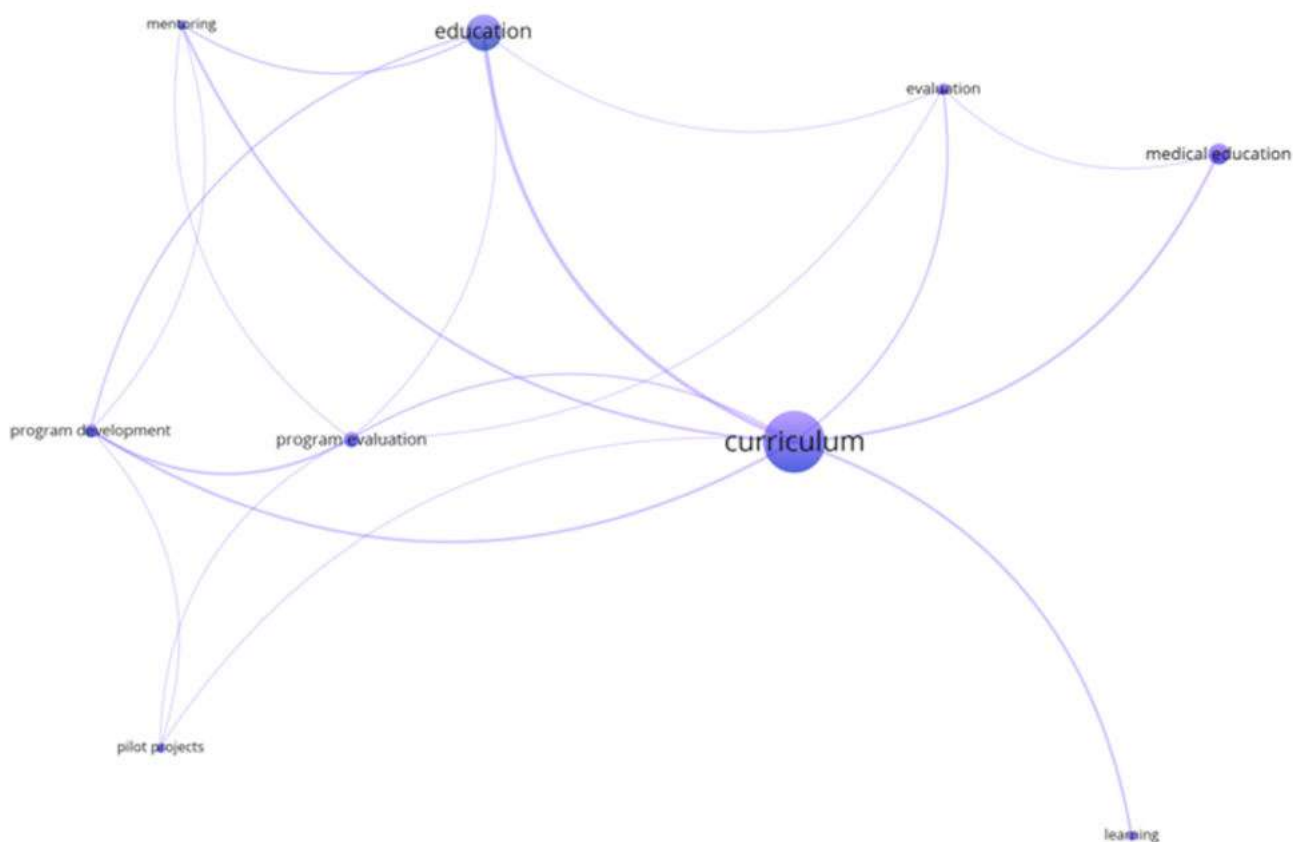 mentoring
education
evaluation
medical education
program development
program evaluation
curriculum
pilot projects
learning